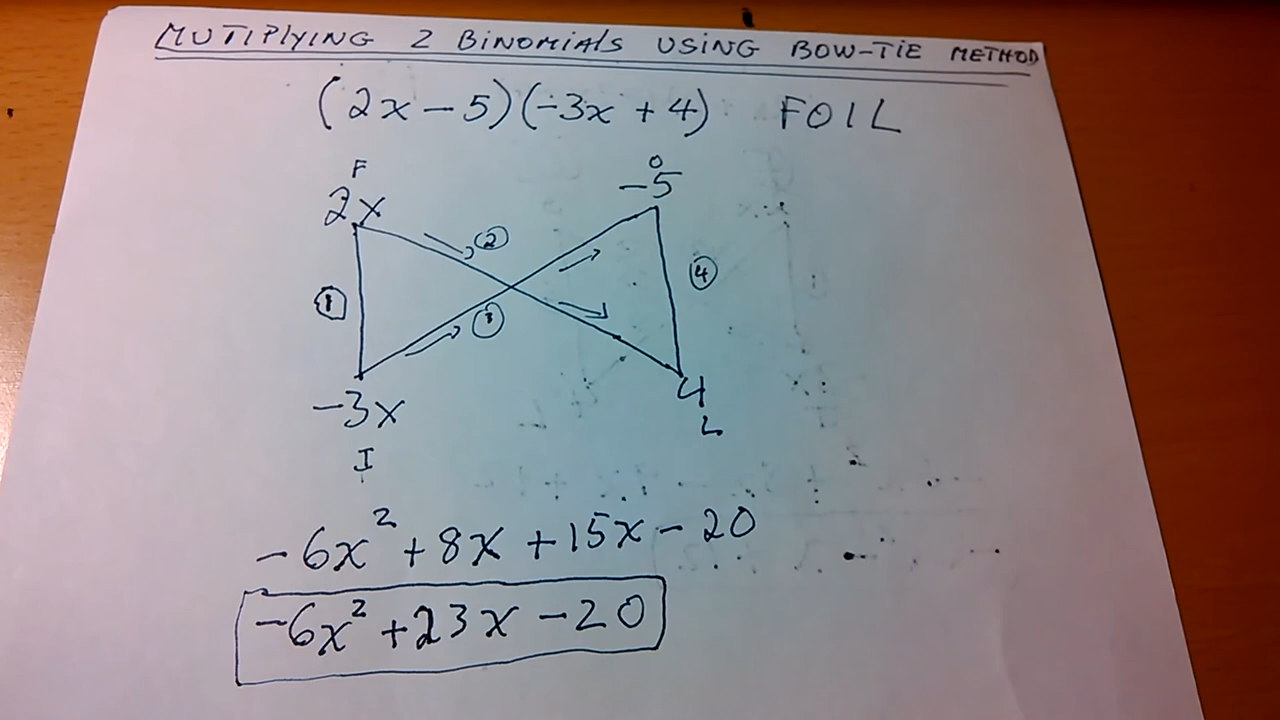 MUTIPLYING 2 BINOMIALS USING BOW-TIE METHOD
(2x - 5)(-3x + 4) FOIL
F O
2x -5
② 
① ④
③
-3x 4
L
I
-6x² + 8x + 15x - 20
-6x² + 23x - 20